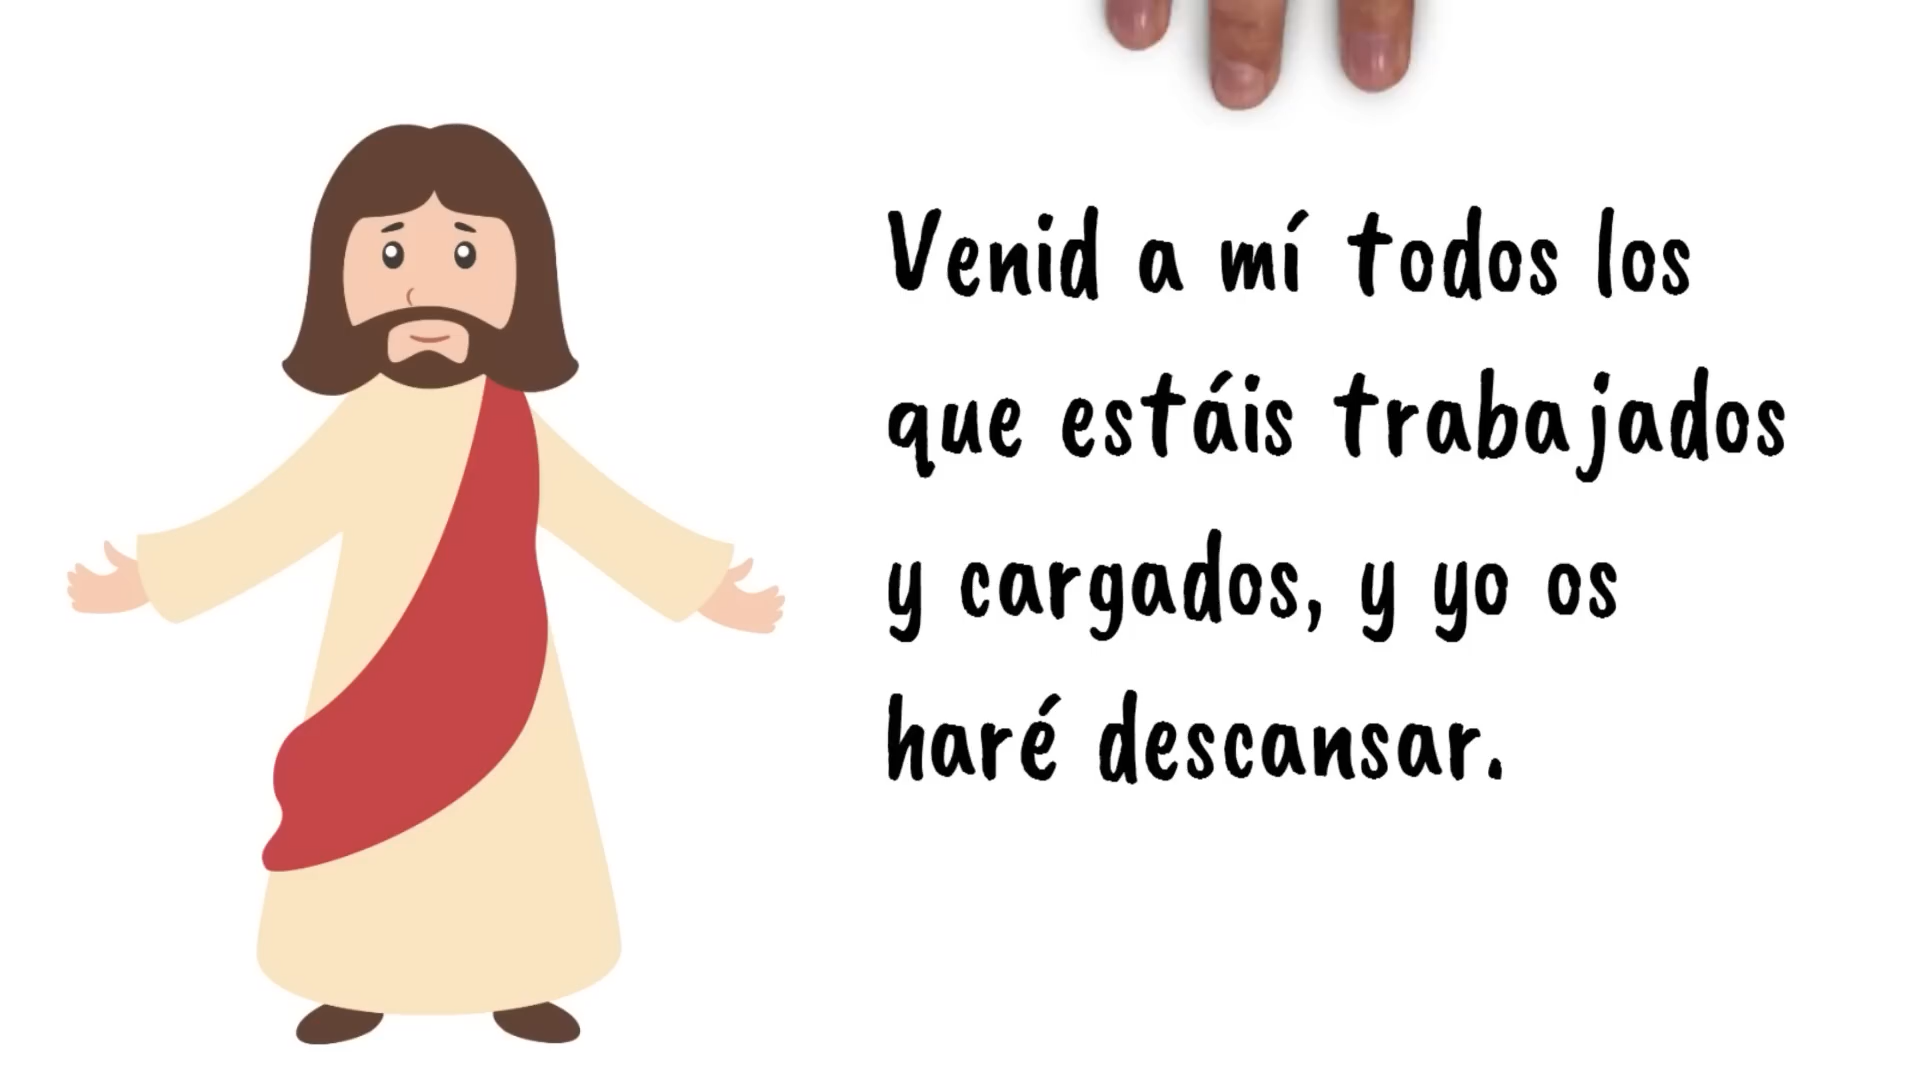 Venid a mí todos los
que estáis trabajados
y cargados, y yo os
haré descansar.